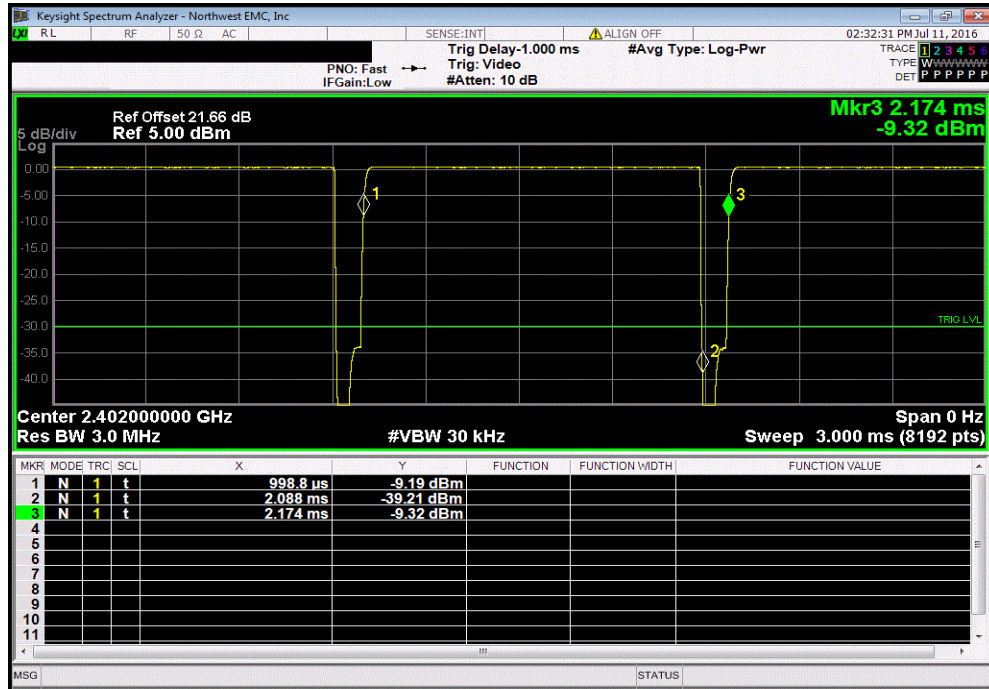 Keysight Spectrum Analyzer - Northwest EMC, Inc
LXI RL RF 50 Ω AC SENSE:INT ALIGN OFF 02:32:31 PM Jul 11, 2016
Trig Delay-1.000 ms #Avg Type: Log-Pwr TRACE 1 2 3 4 5 6
PNO: Fast Trig: Video TYPE WWWWWW
IFGain:Low #Atten: 10 dB DET P P P P P P
Mkr3 2.174 ms
-9.32 dBm
Ref Offset 21.66 dB
5 dB/div Ref 5.00 dBm
Log
0.00
-5.00
1
3
-10.0
-15.0
-20.0
-25.0
-30.0
TRIG LVL
-35.0
2
-40.0
Center 2.402000000 GHz Span 0 Hz
Res BW 3.0 MHz #VBW 30 kHz Sweep 3.000 ms (8192 pts)
MKR MODE TRC SCL X Y FUNCTION FUNCTION WIDTH FUNCTION VALUE
1 N 1 t 998.8 µs -9.19 dBm
2 N 1 t 2.088 ms -39.21 dBm
3 N 1 t 2.174 ms -9.32 dBm
4
5
6
7
8
9
10
11
MSG STATUS